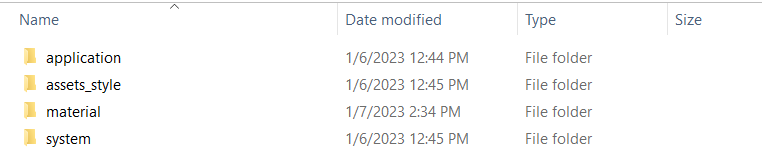 Name Date modified Type Size
application 1/6/2023 12:44 PM File folder
assets_style 1/6/2023 12:45 PM File folder
material 1/7/2023 2:34 PM File folder
system 1/6/2023 12:45 PM File folder